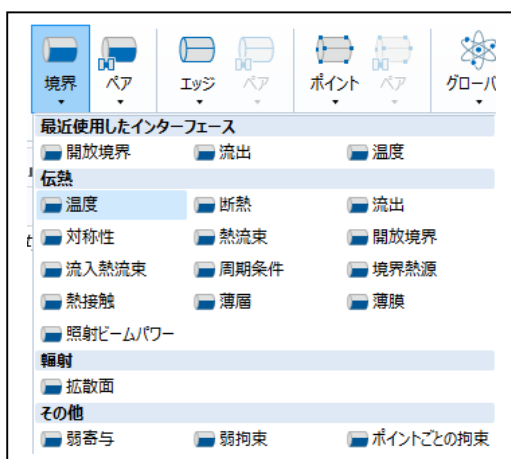 境界 ペア エッジ ペア ポイント ペア グローバ
最近使用したインターフェース
開放境界 流出 温度
伝熱
温度 断熱 流出
対称性 熱流束 開放境界
流入熱流束 周期条件 境界熱源
熱接触 薄層 薄膜
照射ビームパワー
輻射
拡散面
その他
弱寄与 弱拘束 ポイントごとの拘束